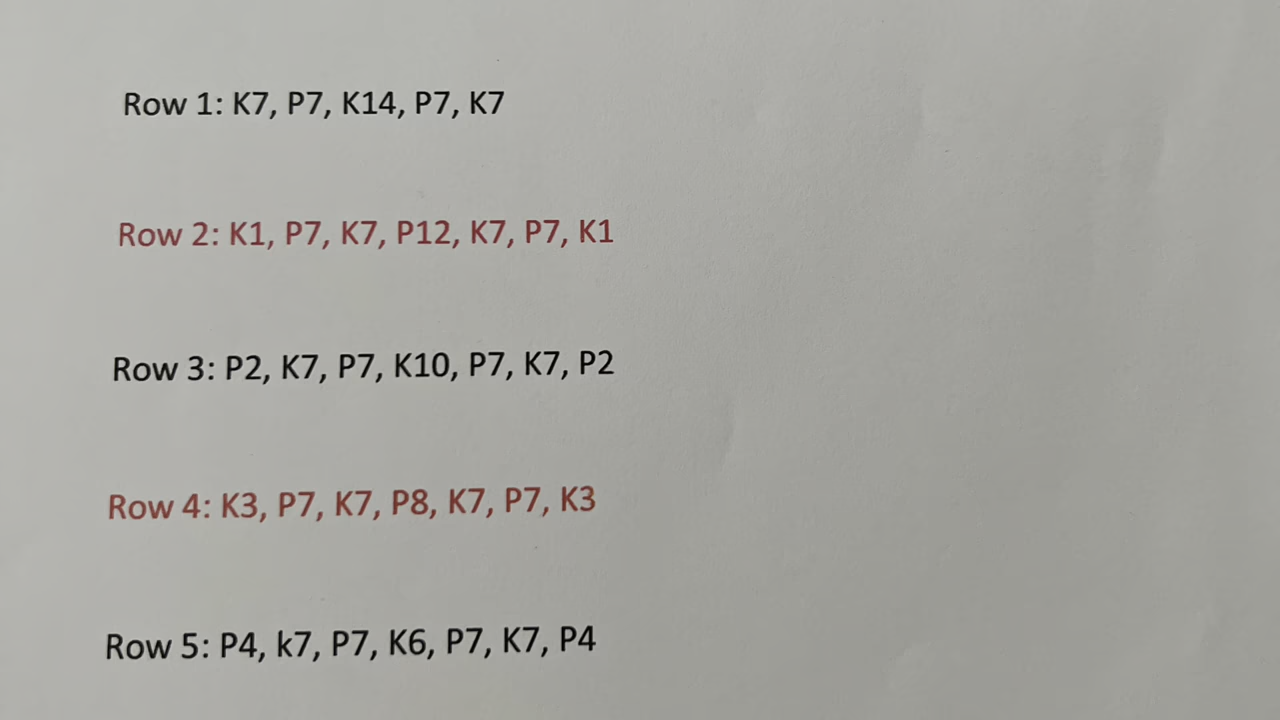 Row 1: K7, P7, K14, P7, K7
Row 2: K1, P7, K7, P12, K7, P7, K1
Row 3: P2, K7, P7, K10, P7, K7, P2
Row 4: K3, P7, K7, P8, K7, P7, K3
Row 5: P4, k7, P7, K6, P7, K7, P4